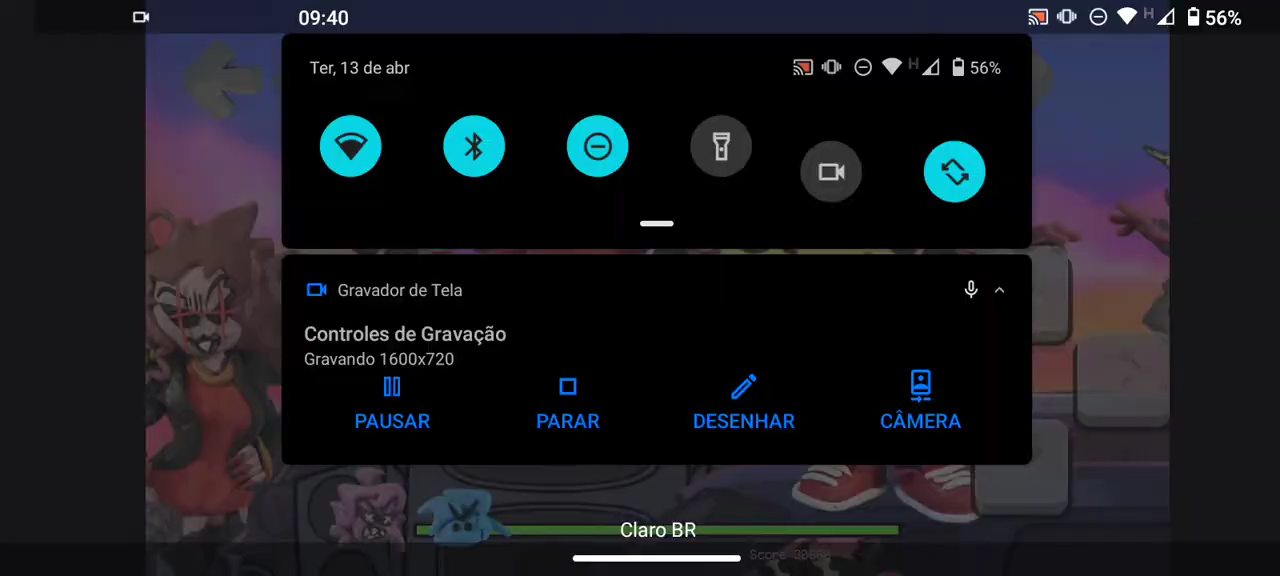 09:40
H
56%
Ter, 13 de abr
H
56%
Gravador de Tela
Controles de Gravação
Gravando 1600x720
PAUSAR
PARAR
DESENHAR
CÂMERA
Claro BR